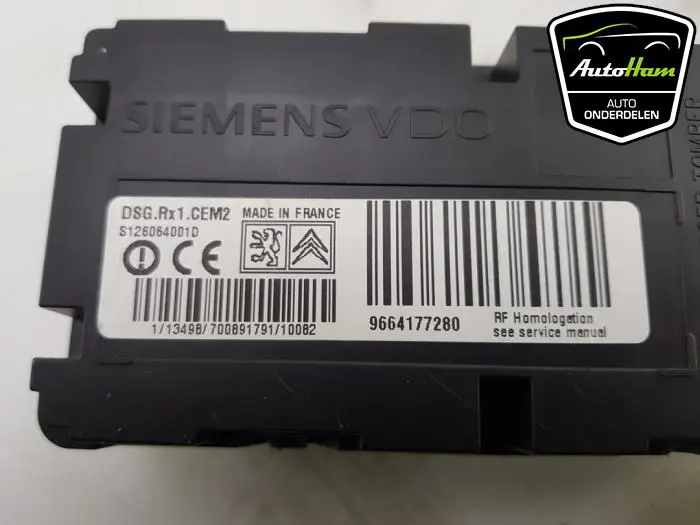 SIEMENS VDO
AutoHam
AUTO
ONDERDELEN
TOMBER
DSG.Rx1.CEM2 MADE IN FRANCE
S126064001D
CE
1/13498/700891791/10082
9664177280
RF Homologation
see service manual